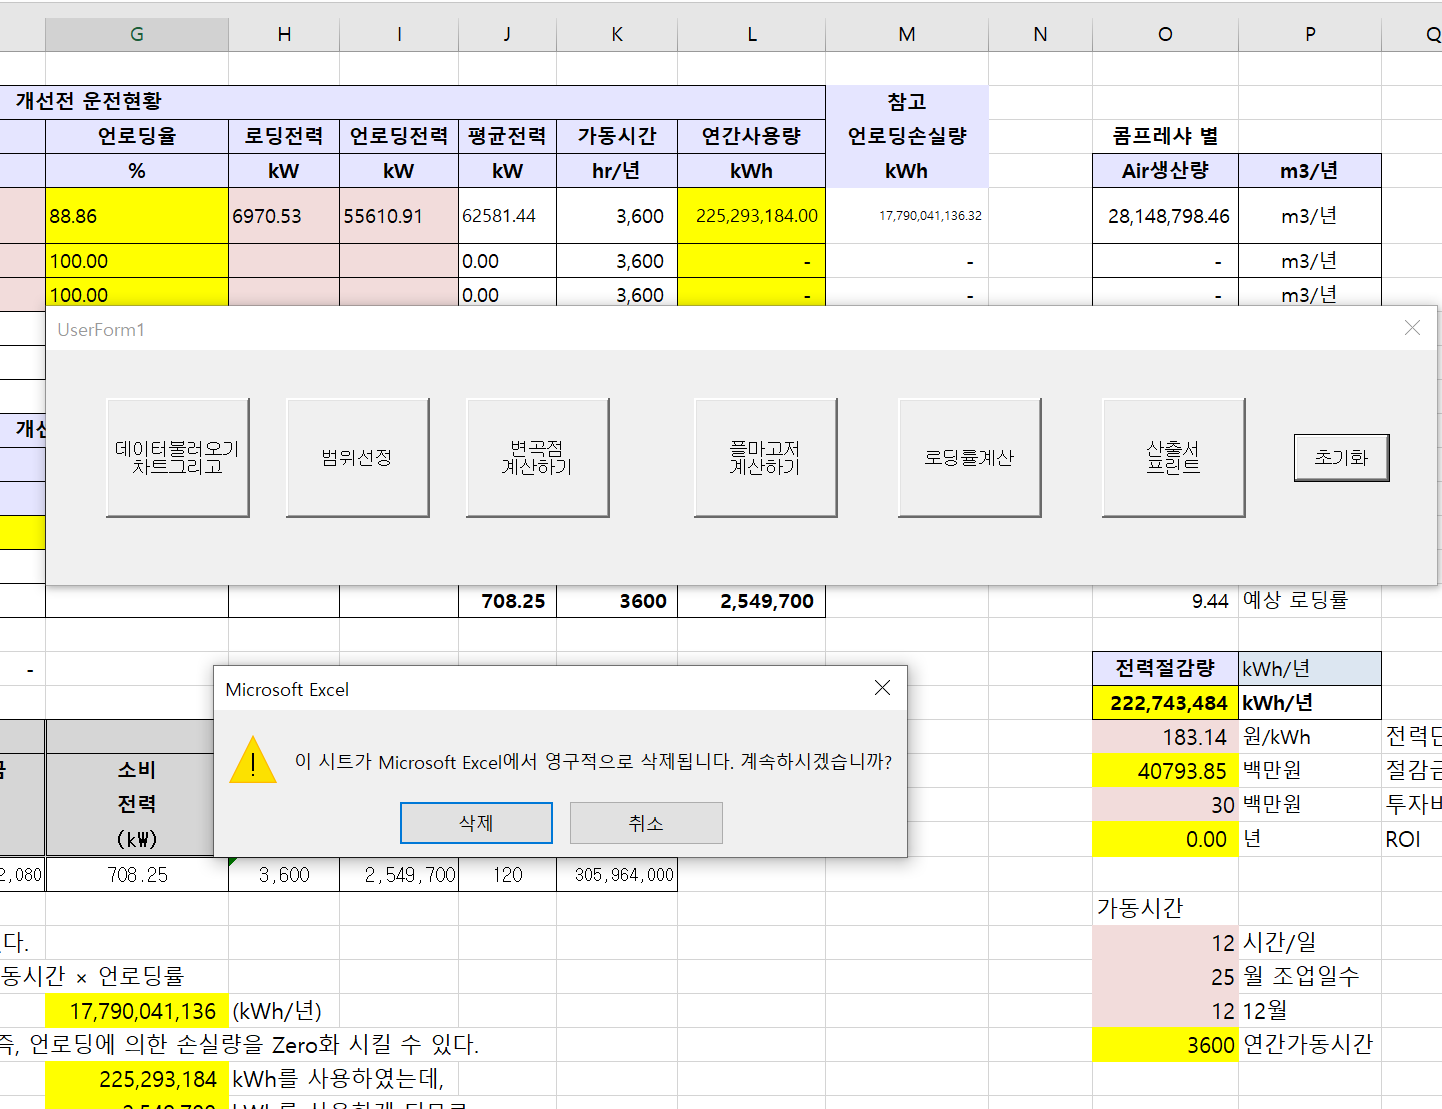 G H I J K L M N O P Q
개선전 운전현황 참고
언로딩율 로딩전력 언로딩전력 평균전력 가동시간 연간사용량 언로딩손실량 콤프레샤 별
% kW kW kW hr/년 kWh kWh Air생산량 m3/년
88.86 6970.53 55610.91 62581.44 3,600 225,293,184.00 17,790,041,136.32 28,148,798.46 m3/년
100.00 0.00 3,600 - - - m3/년
100.00 0.00 3,600 - - - m3/년
UserForm1
개선
데이터불러오기
차트그리고
범위선정
변곡점
계산하기
플마고저
계산하기
로딩률계산
산출서
프린트
초기화
708.25 3600 2,549,700 9.44 예상 로딩률
- 전력절감량 kWh/년
222,743,484 kWh/년
Microsoft Excel
이 시트가 Microsoft Excel에서 영구적으로 삭제됩니다. 계속하시겠습니까?
삭제 취소
183.14 원/kWh 전력단
소비 40793.85 백만원 절감금
전력 30 백만원 투자비
(kW) 0.00 년 ROI
2,080 708.25 3,600 2,549,700 120 305,964,000
가동시간
다. 12 시간/일
동시간 × 언로딩률 25 월 조업일수
17,790,041,136 (kWh/년) 12 12월
즉, 언로딩에 의한 손실량을 Zero화 시킬 수 있다. 3600 연간가동시간
225,293,184 kWh를 사용하였는데,